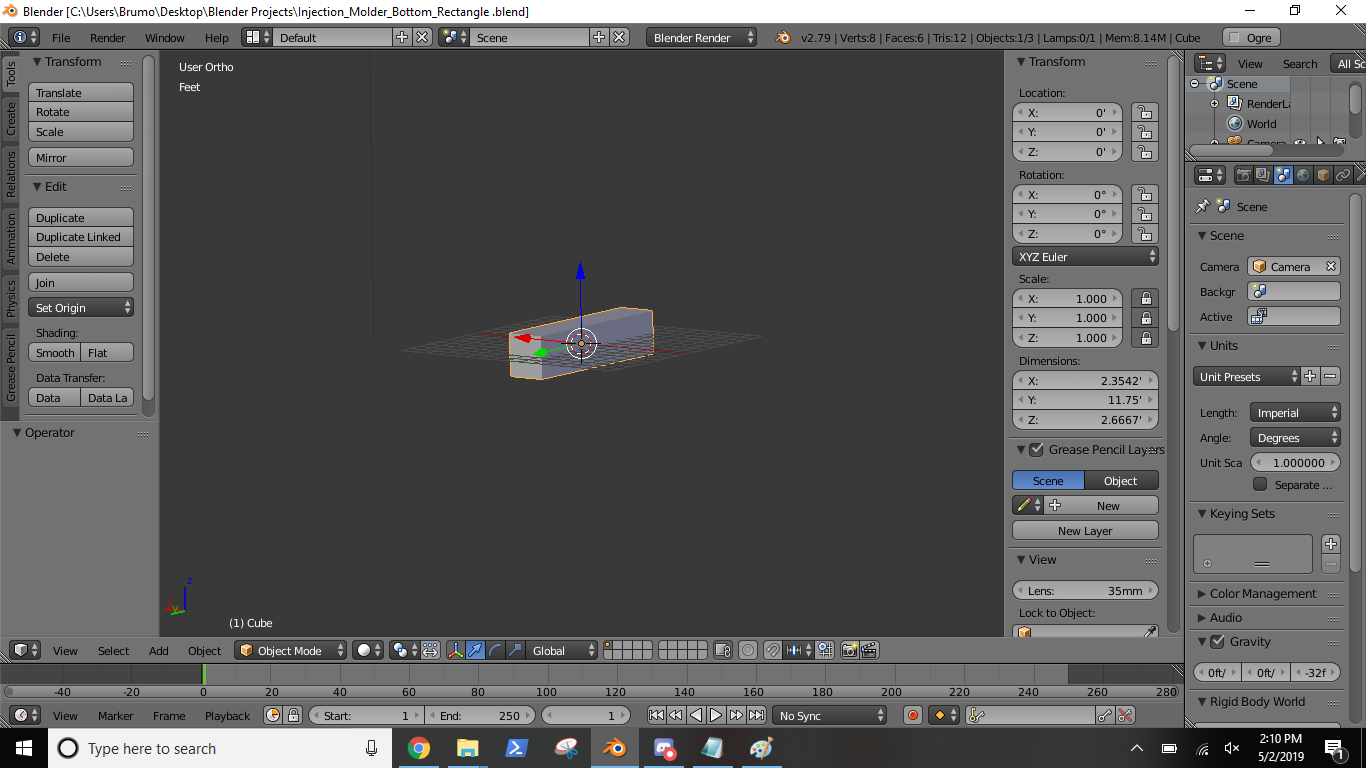 Blender [C:\Users\Brumo\Desktop\Blender Projects\Injection_Molder_Bottom_Rectangle .blend]
File Render Window Help Default Scene Blender Render v2.79 | Verts:8 | Faces:6 | Tris:12 | Objects:1/3 | Lamps:0/1 | Mem:8.14M | Cube Ogre
Tools
Create
Relations
Animation
Physics
Grease Pencil
Transform
Translate
Rotate
Scale
Mirror
Edit
Duplicate
Duplicate Linked
Delete
Join
Set Origin
Shading:
Smooth Flat
Data Transfer:
Data Data La
Operator
User Ortho
Feet
z
y
(1) Cube
Transform
Location:
X: 0'
Y: 0'
Z: 0'
Rotation:
X: 0°
Y: 0°
Z: 0°
XYZ Euler
Scale:
X: 1.000
Y: 1.000
Z: 1.000
Dimensions:
X: 2.3542'
Y: 11.75'
Z: 2.6667'
Grease Pencil Layers
Scene Object
New
New Layer
View
Lens: 35mm
Lock to Object:
View Search All Sc
Scene
RenderLa
World
Camera
Scene
Scene
Camera Camera
Backgr
Active
Units
Unit Presets
Length: Imperial
Angle: Degrees
Unit Sca 1.000000
Separate ...
Keying Sets
Color Management
Audio
Gravity
0ft/ 0ft/ -32f
Rigid Body World
View Select Add Object Object Mode Global
-40 -20 0 20 40 60 80 100 120 140 160 180 200 220 240 260 280
View Marker Frame Playback Start: 1 End: 250 1 No Sync
Type here to search
2:10 PM
5/2/2019
1